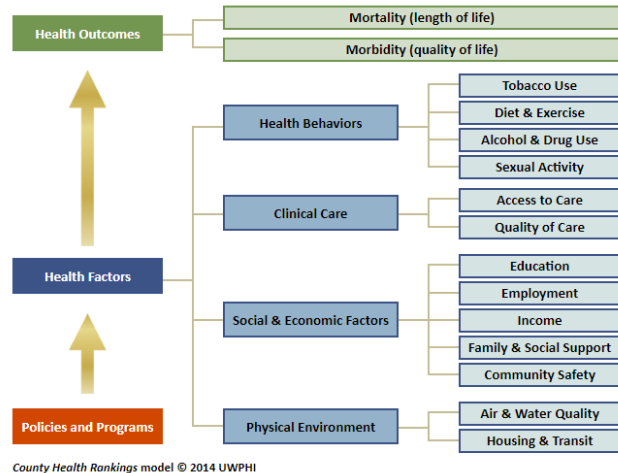 Health Outcomes
Mortality (length of life)
Morbidity (quality of life)
Health Factors
Health Behaviors
Tobacco Use
Diet & Exercise
Alcohol & Drug Use
Sexual Activity
Clinical Care
Access to Care
Quality of Care
Social & Economic Factors
Education
Employment
Income
Family & Social Support
Community Safety
Physical Environment
Air & Water Quality
Housing & Transit
Policies and Programs
County Health Rankings model © 2014 UWPHI